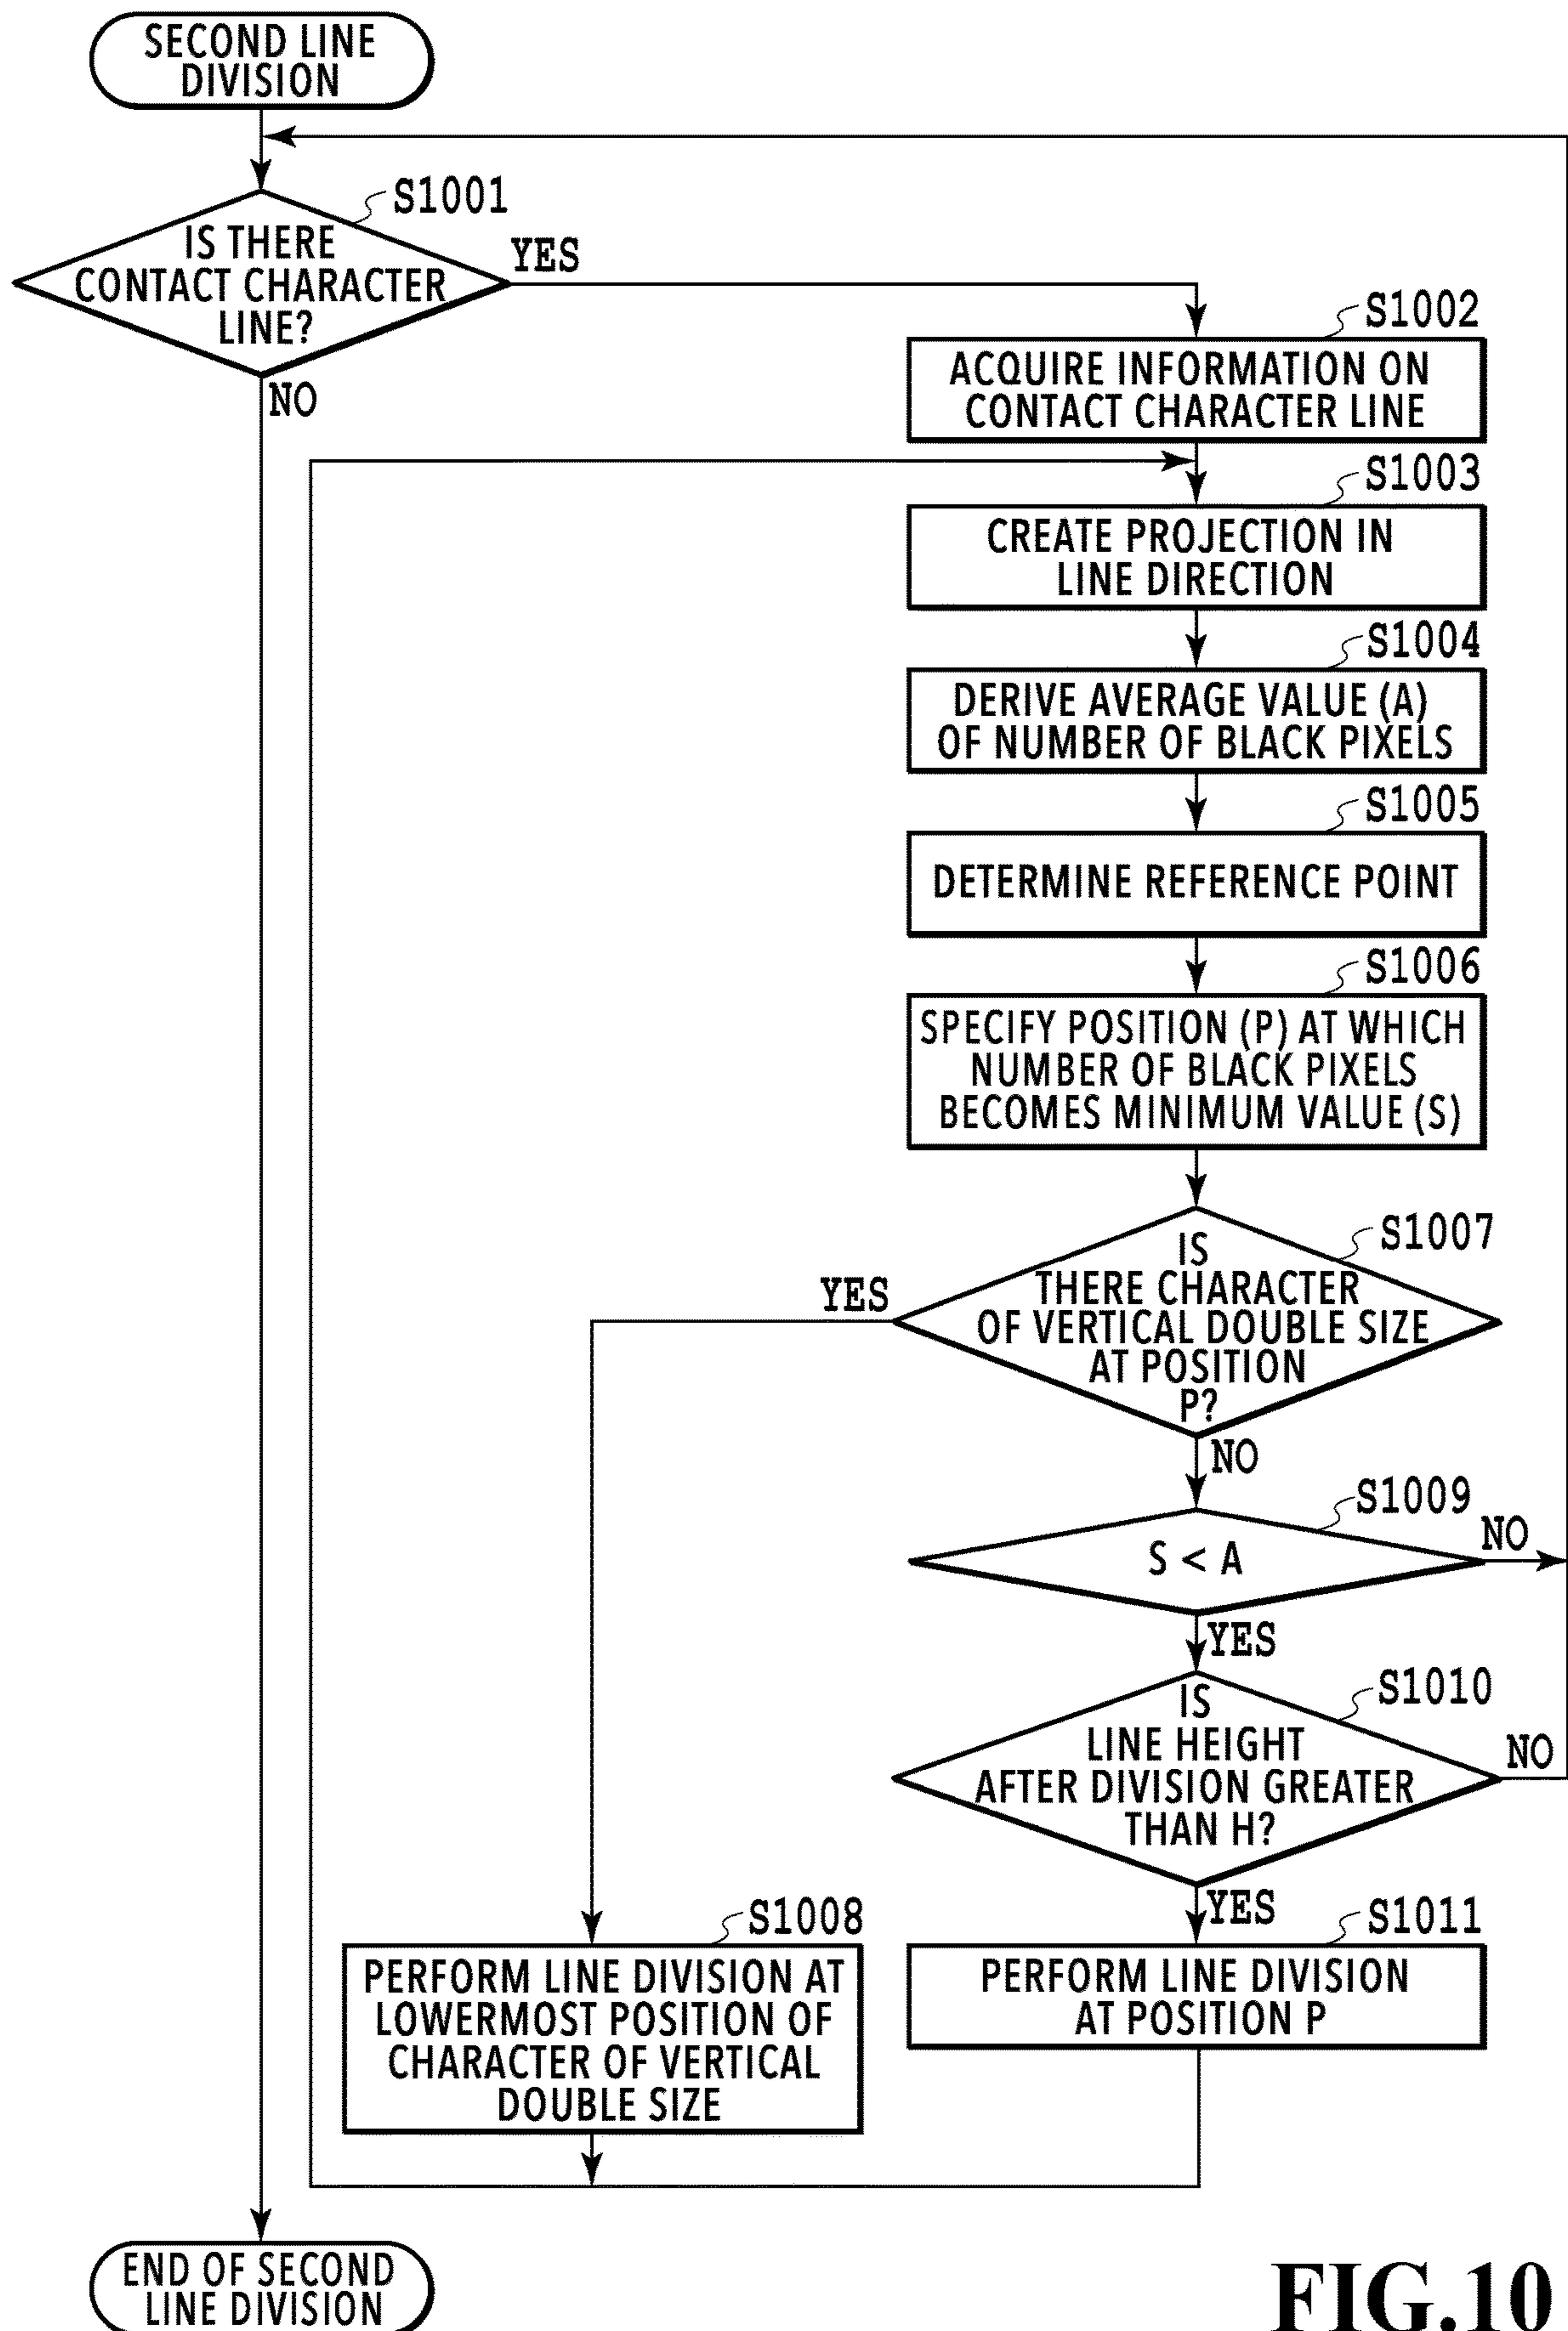 SECOND LINE
DIVISION
S1001
IS THERE
CONTACT CHARACTER
LINE?
YES
NO
S1002
ACQUIRE INFORMATION ON
CONTACT CHARACTER LINE
S1003
CREATE PROJECTION IN
LINE DIRECTION
S1004
DERIVE AVERAGE VALUE (A)
OF NUMBER OF BLACK PIXELS
S1005
DETERMINE REFERENCE POINT
S1006
SPECIFY POSITION (P) AT WHICH
NUMBER OF BLACK PIXELS
BECOMES MINIMUM VALUE (S)
S1007
IS
THERE CHARACTER
OF VERTICAL DOUBLE SIZE
AT POSITION
P?
YES
NO
S1009
S < A
NO
YES
S1010
IS
LINE HEIGHT
AFTER DIVISION GREATER
THAN H?
NO
YES
S1008
PERFORM LINE DIVISION AT
LOWERMOST POSITION OF
CHARACTER OF VERTICAL
DOUBLE SIZE
S1011
PERFORM LINE DIVISION
AT POSITION P
END OF SECOND
LINE DIVISION
FIG.10